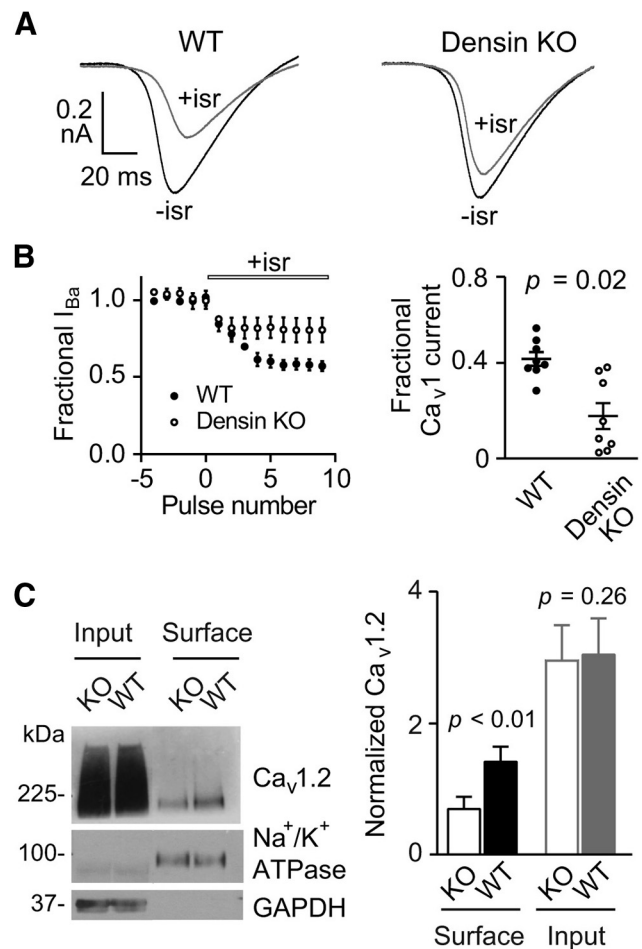 A
WT
Densin KO
+isr
+isr
0.2
nA
20 ms
-isr
-isr
B
+isr
Fractional I Ba
1.0
0.5
0.0
WT
Densin KO
-5
0
5
10
Pulse number
Fractional
Cav1 current
0.8
0.4
0
p = 0.02
WT
Densin
KO
C
Input
Surface
KO
WT
KO
WT
kDa
225-
Cav1.2
100-
Na+/K+
ATPase
37-
GAPDH
Normalized Cav1.2
4
2
0
p < 0.01
p = 0.26
KO
WT
KO
WT
Surface
Input